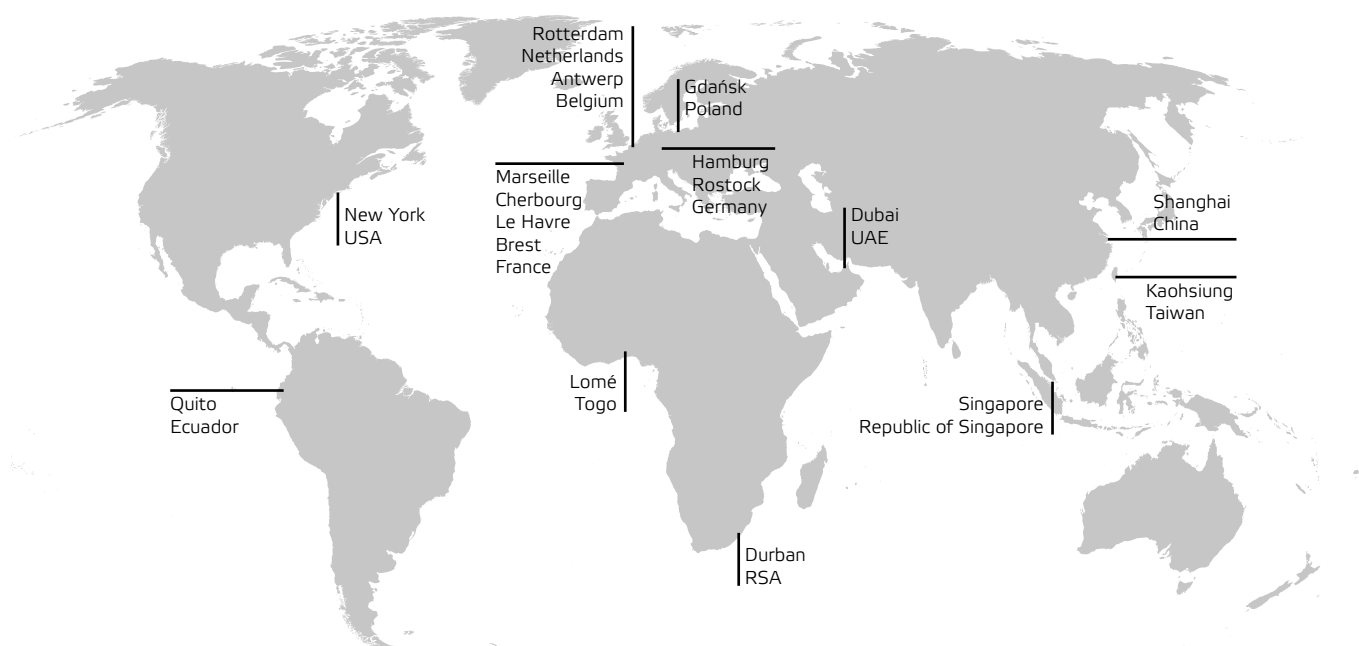 Rotterdam
Netherlands
Antwerp
Belgium
Gdańsk
Poland
Hamburg
Rostock
Germany
Marseille
Cherbourg
Le Havre
Brest
France
New York
USA
Dubai
UAE
Shanghai
China
Kaohsiung
Taiwan
Lomé
Togo
Quito
Ecuador
Singapore
Republic of Singapore
Durban
RSA